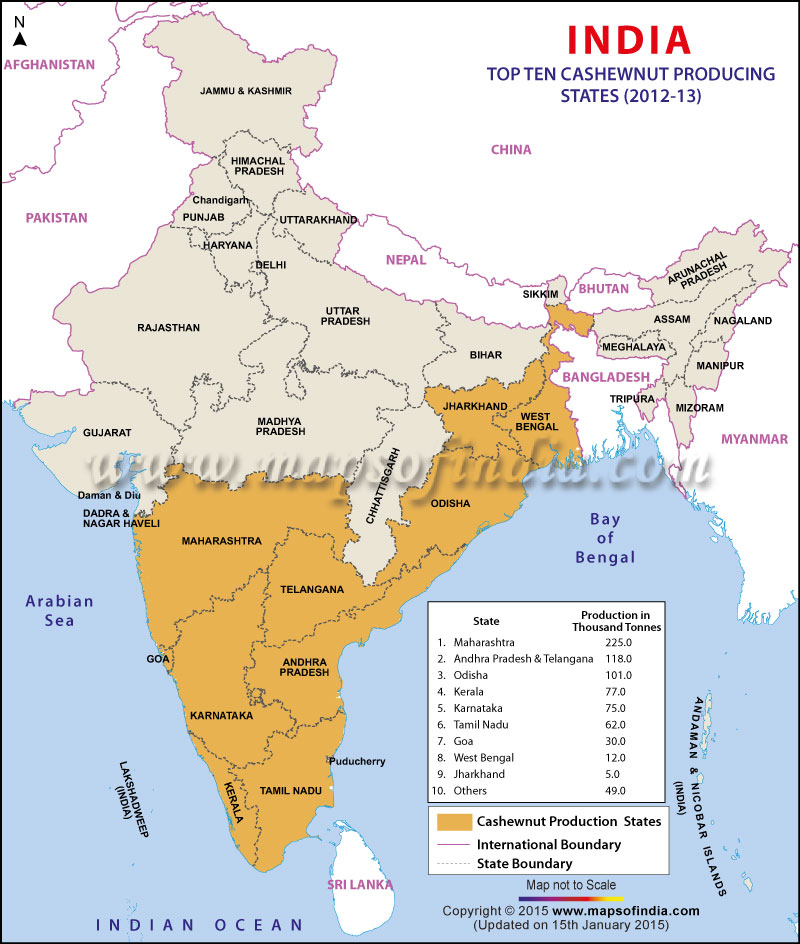 N
INDIA
TOP TEN CASHEWNUT PRODUCING
STATES (2012-13)
AFGHANISTAN
JAMMU & KASHMIR
CHINA
HIMACHAL
PRADESH
Chandigarh
PUNJAB
UTTARAKHAND
PAKISTAN
HARYANA
DELHI
NEPAL
SIKKIM
BHUTAN
ARUNACHAL
PRADESH
RAJASTHAN
UTTAR
PRADESH
ASSAM
NAGALAND
BIHAR
MEGHALAYA
MANIPUR
BANGLADESH
TRIPURA
MIZORAM
JHARKHAND
WEST
BENGAL
GUJARAT
MADHYA
PRADESH
MYANMAR
www.mapsofindia.com
CHHATTISGARH
Daman & Diu
DADRA &
NAGAR HAVELI
ODISHA
MAHARASHTRA
Bay
of
Bengal
Arabian
Sea
TELANGANA
GOA
ANDHRA
PRADESH
KARNATAKA
Puducherry
LAKSHADWEEP
(INDIA)
KERALA
TAMIL NADU
ANDAMAN & NICOBAR ISLANDS
(INDIA)
SRI LANKA
INDIAN OCEAN
State Production in
Thousand Tonnes
1. Maharashtra 225.0
2. Andhra Pradesh & Telangana 118.0
3. Odisha 101.0
4. Kerala 77.0
5. Karnataka 75.0
6. Tamil Nadu 62.0
7. Goa 30.0
8. West Bengal 12.0
9. Jharkhand 5.0
10. Others 49.0
Cashewnut Production States
International Boundary
State Boundary
Map not to Scale
Copyright © 2015 www.mapsofindia.com
(Updated on 15th January 2015)